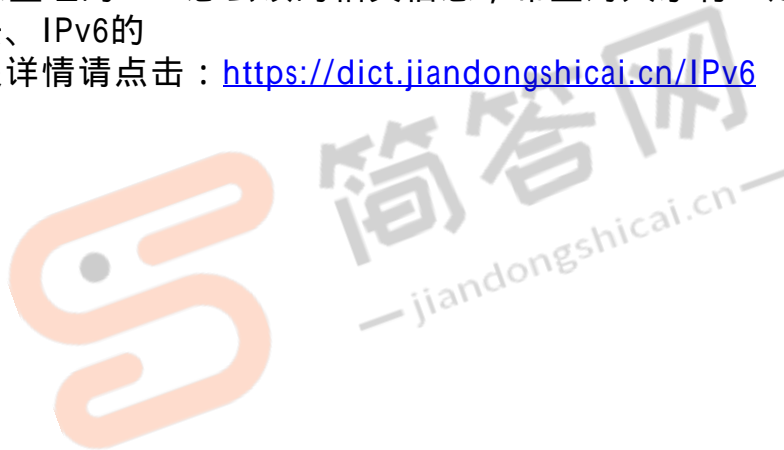 、IPv6的
详情请点击：https://dict.jiandongshicai.cn/IPv6
简答网
jiandongshicai.cn